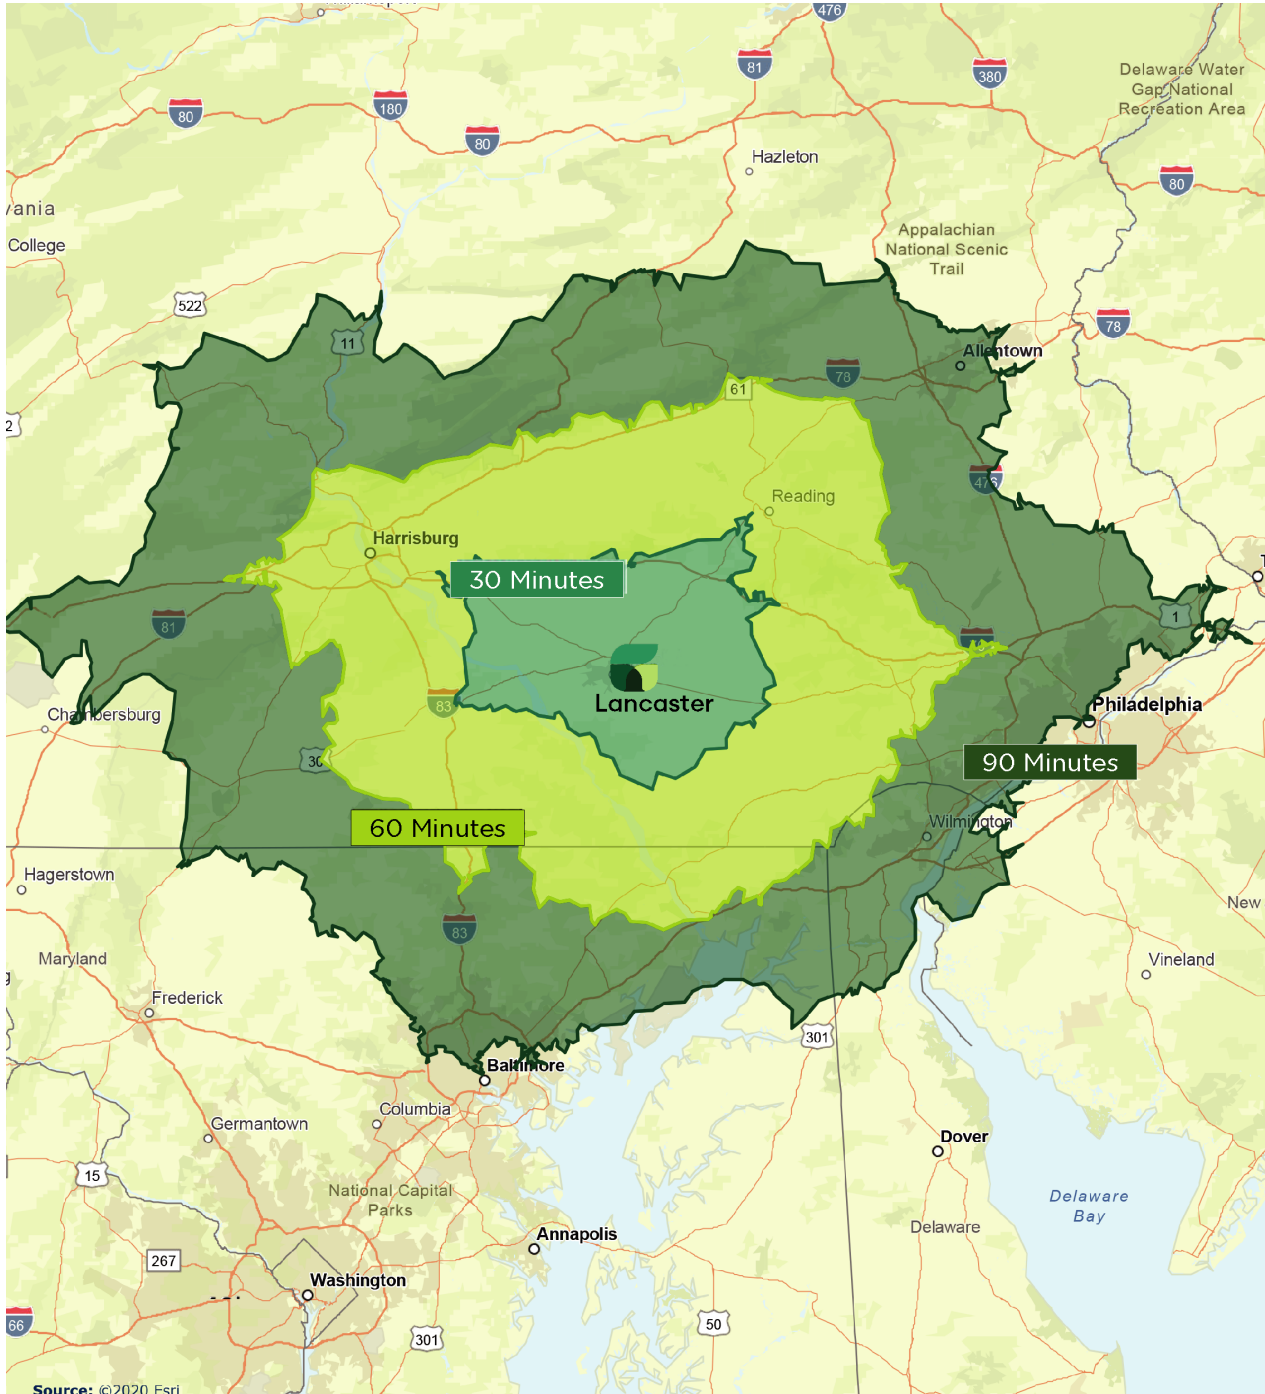 476
81
380
Delaware Water
Gap National
Recreation Area
80
180
80
Hazleton
80
vania
College
Appalachian
National Scenic
Trail
522
11
78
Allentown
78
61
2
476
Reading
Harrisburg
30 Minutes
81
1
83
Lancaster
Chambersburg
Philadelphia
30
90 Minutes
60 Minutes
Wilmington
Hagerstown
New
83
Maryland
Vineland
Frederick
301
Baltimore
Columbia
Germantown
Dover
15
National Capital
Parks
Delaware
Bay
Delaware
Annapolis
267
Washington
66
50
301
Source: ©2020 Esri